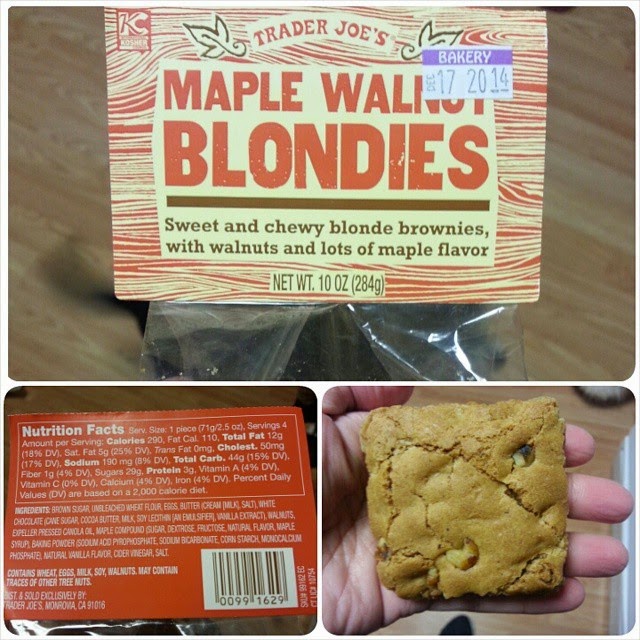 K
KOSHER
TRADER JOE'S
BAKERY
DEC 17 2014
MAPLE WALNUT
BLONDIES
Sweet and chewy blonde brownies,
with walnuts and lots of maple flavor
NET WT. 10 OZ (284g)
Nutrition Facts Serv. Size: 1 piece (71g/2.5 oz), Servings 4
Amount per Serving: Calories 290, Fat Cal. 110, Total Fat 12g
(18% DV), Sat. Fat 5g (25% DV), Trans Fat 0mg, Cholest. 50mg
(17% DV), Sodium 190 mg (8% DV), Total Carb. 44g (15% DV),
Fiber 1g (4% DV), Sugars 29g, Protein 3g, Vitamin A (4% DV),
Vitamin C (0% DV), Calcium (4% DV), Iron (4% DV). Percent Daily
Values (DV) are based on a 2,000 calorie diet.
INGREDIENTS: BROWN SUGAR, UNBLEACHED WHEAT FLOUR, EGGS, BUTTER (CREAM [MILK], SALT), WHITE
CHOCOLATE (CANE SUGAR, COCOA BUTTER, MILK, SOY LECITHIN [AN EMULSIFIER], VANILLA EXTRACT), WALNUTS,
EXPELLER PRESSED CANOLA OIL, MAPLE COMPOUND (SUGAR, DEXTROSE, FRUCTOSE, NATURAL FLAVOR, MAPLE
SYRUP), BAKING POWDER (SODIUM ACID PYROPHOSPHATE, SODIUM BICARBONATE, CORN STARCH, MONOCALCIUM
PHOSPHATE), NATURAL VANILLA FLAVOR, CIDER VINEGAR, SALT.
CONTAINS WHEAT, EGGS, MILK, SOY, WALNUTS. MAY CONTAIN
TRACES OF OTHER TREE NUTS.
DIST. & SOLD EXCLUSIVELY BY:
TRADER JOE'S, MONROVIA, CA 91016
0099 1629
SKU# 99162
CT LIC# 10754